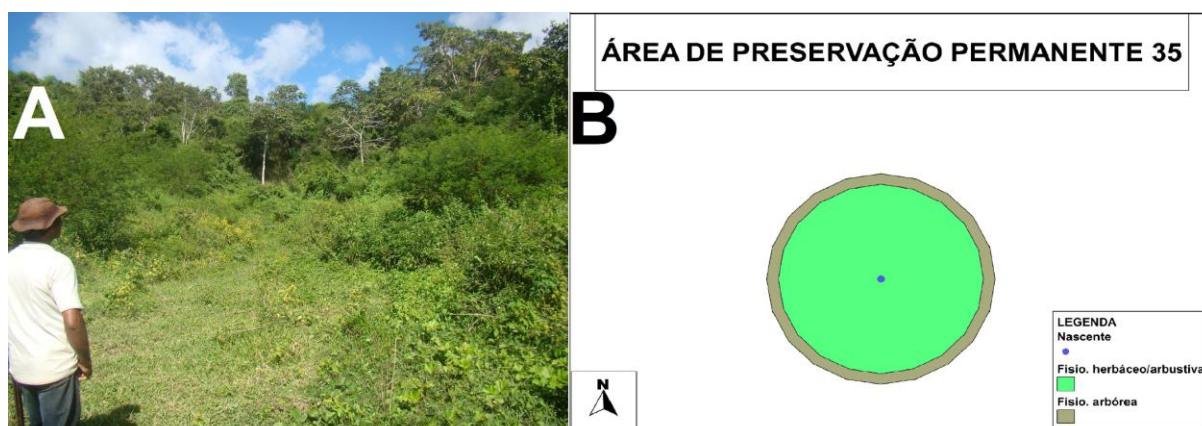 A
ÁREA DE PRESERVAÇÃO PERMANENTE 35
B
LEGENDA
Nascente
Fisio. herbáceo/arbustiva
Fisio. arbórea
N